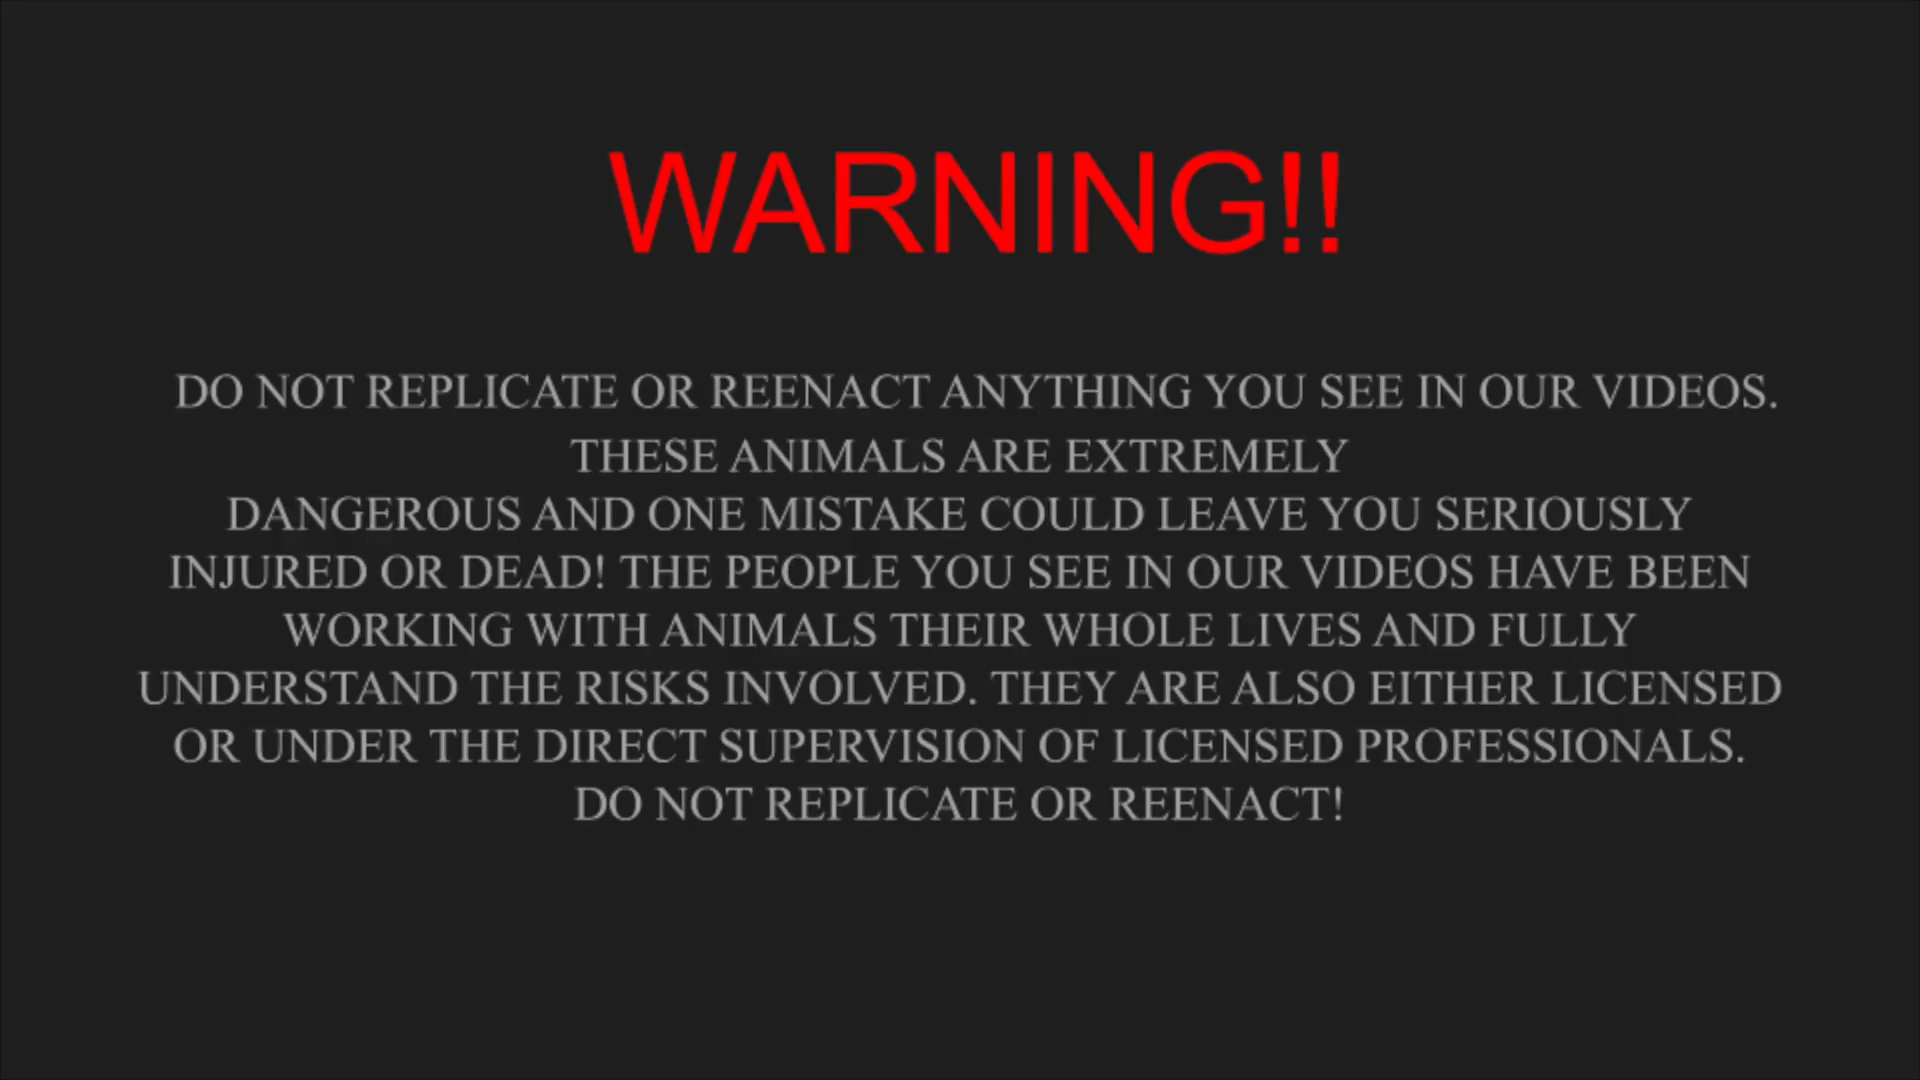 WARNING!!
DO NOT REPLICATE OR REENACT ANYTHING YOU SEE IN OUR VIDEOS.
THESE ANIMALS ARE EXTREMELY
DANGEROUS AND ONE MISTAKE COULD LEAVE YOU SERIOUSLY
INJURED OR DEAD! THE PEOPLE YOU SEE IN OUR VIDEOS HAVE BEEN
WORKING WITH ANIMALS THEIR WHOLE LIVES AND FULLY
UNDERSTAND THE RISKS INVOLVED. THEY ARE ALSO EITHER LICENSED
OR UNDER THE DIRECT SUPERVISION OF LICENSED PROFESSIONALS.
DO NOT REPLICATE OR REENACT!